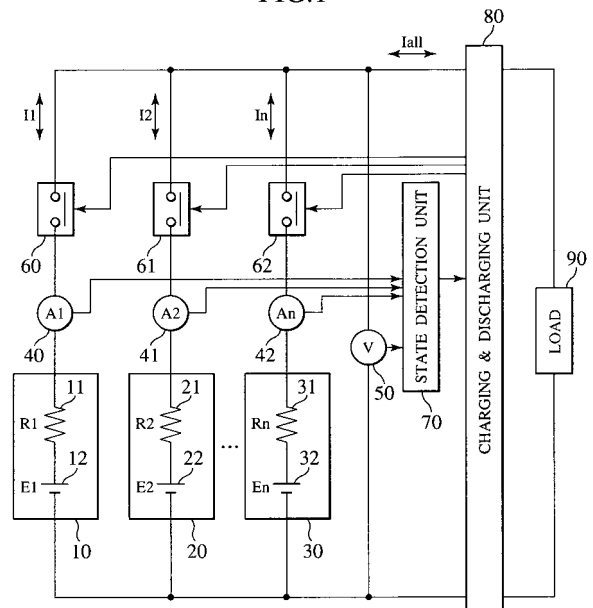 FIG.1
80
Iall
I1
I2
In
60
61
62
90
A1
A2
An
40
41
42
V
50
STATE DETECTION UNIT
70
CHARGING & DISCHARGING UNIT
LOAD
11
21
31
R1
R2
Rn
12
22
...
32
E1
E2
En
10
20
30